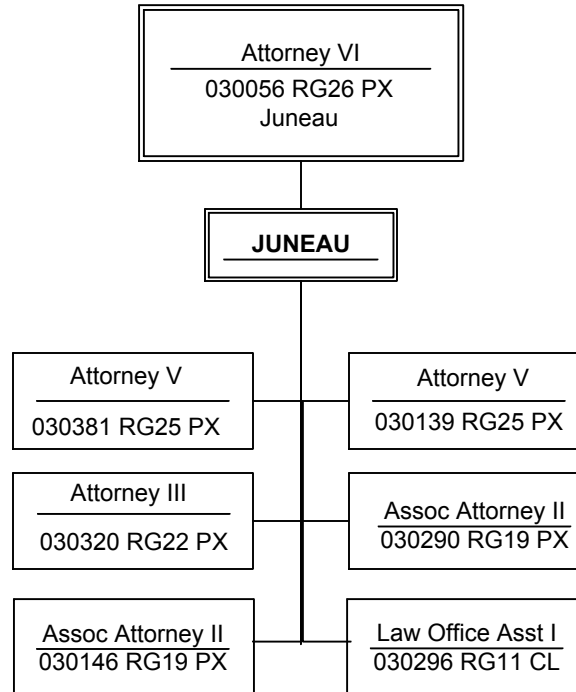 Attorney VI
030056 RG26 PX
Juneau
JUNEAU
Attorney V
030381 RG25 PX
Attorney V
030139 RG25 PX
Attorney III
030320 RG22 PX
Assoc Attorney II
030290 RG19 PX
Assoc Attorney II
030146 RG19 PX
Law Office Asst I
030296 RG11 CL